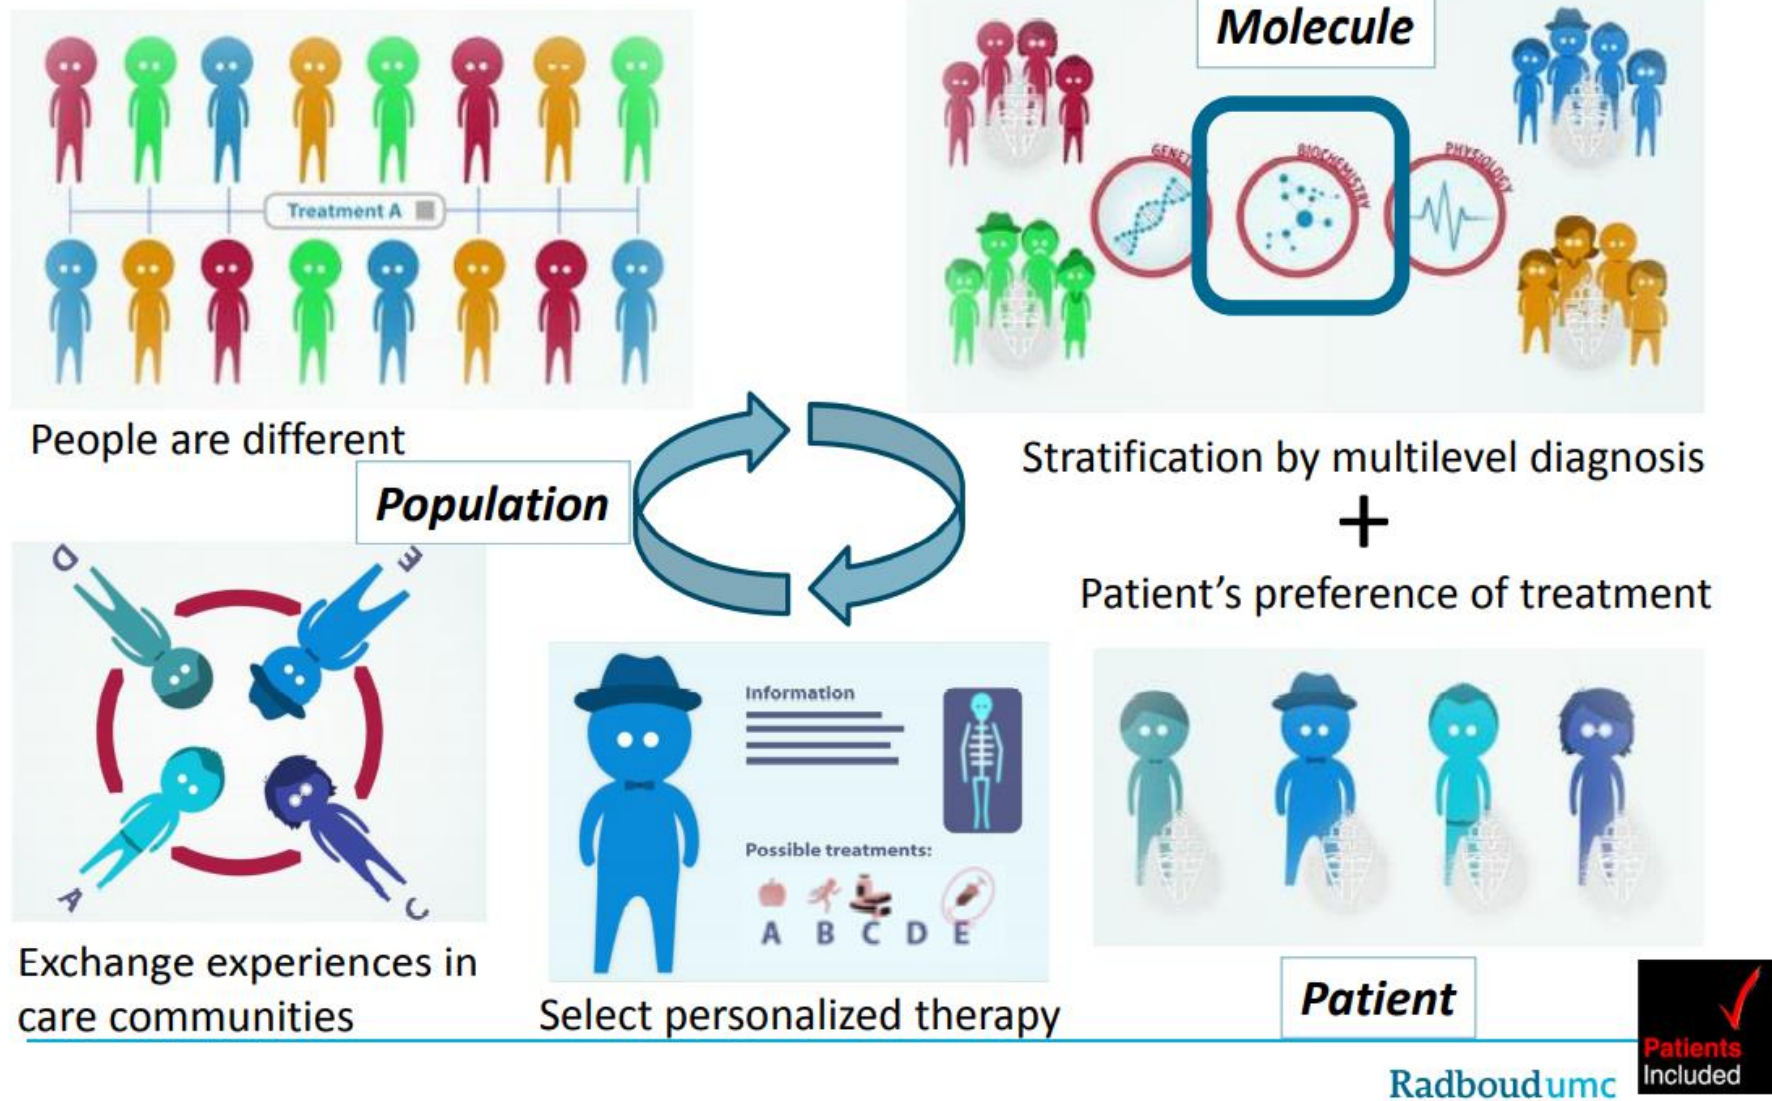 Treatment A
People are different
Molecule
GENET
BIOCHEMISTRY
PHYSIOLOGY
Stratification by multilevel diagnosis
+
Patient's preference of treatment
Population
D
E
A
C
Exchange experiences in
care communities
Information
Possible treatments:
A B C D E
Select personalized therapy
Patient
Patients
Included
Radboudumc